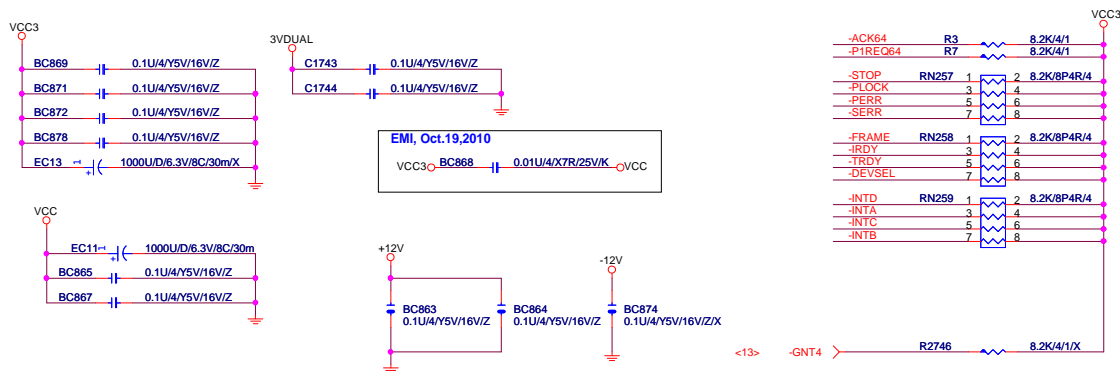 VCC3
BC869 0.1U/4/Y5V/16V/Z
BC871 0.1U/4/Y5V/16V/Z
BC872 0.1U/4/Y5V/16V/Z
BC878 0.1U/4/Y5V/16V/Z
EC13 1 1000U/D/6.3V/8C/30m/X
+
3VDUAL
C1743 0.1U/4/Y5V/16V/Z
C1744 0.1U/4/Y5V/16V/Z
EMI, Oct.19,2010
VCC3 BC868 0.01U/4/X7R/25V/K VCC
VCC
EC11 1 1000U/D/6.3V/8C/30m
+
BC865 0.1U/4/Y5V/16V/Z
BC867 0.1U/4/Y5V/16V/Z
+12V
BC863
0.1U/4/Y5V/16V/Z
BC864
0.1U/4/Y5V/16V/Z
-12V
BC874
0.1U/4/Y5V/16V/Z/X
VCC3
-ACK64 R3 8.2K/4/1
-P1REQ64 R7 8.2K/4/1
-STOP RN257 1 2 8.2K/8P4R/4
-PLOCK 3 4
-PERR 5 6
-SERR 7 8
-FRAME RN258 1 2 8.2K/8P4R/4
-IRDY 3 4
-TRDY 5 6
-DEVSEL 7 8
-INTD RN259 1 2 8.2K/8P4R/4
-INTA 3 4
-INTC 5 6
-INTB 7 8
<13> -GNT4 R2746 8.2K/4/1/X